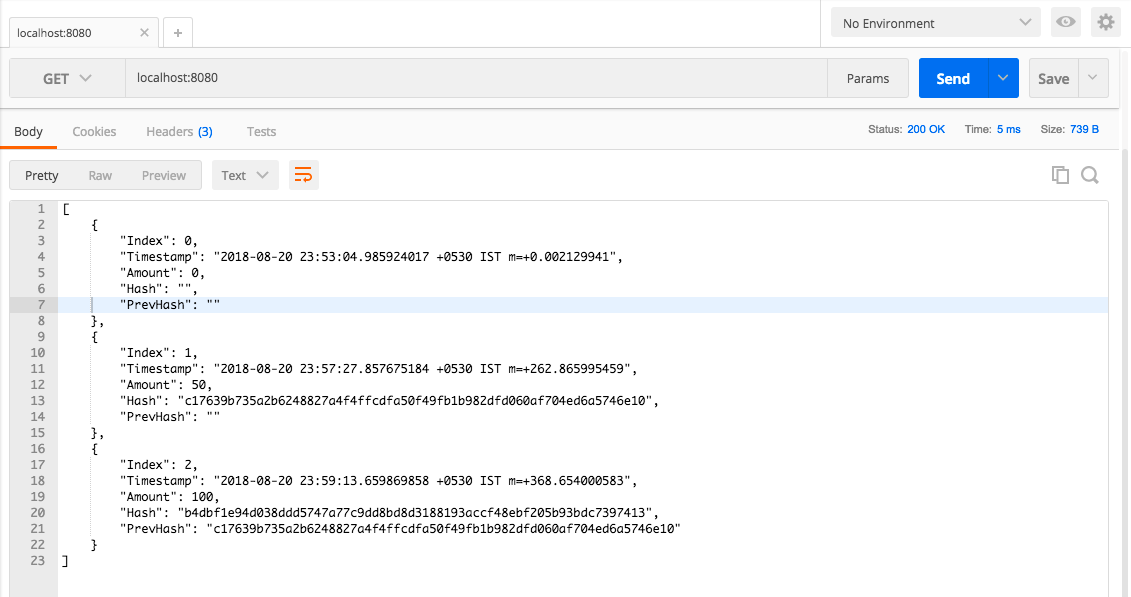 localhost:8080
No Environment
GET localhost:8080 Params Send Save
Body Cookies Headers (3) Tests Status: 200 OK Time: 5 ms Size: 739 B
Pretty Raw Preview Text
1 [
2 {
3 "Index": 0,
4 "Timestamp": "2018-08-20 23:53:04.985924017 +0530 IST m=+0.002129941",
5 "Amount": 0,
6 "Hash": "",
7 "PrevHash": ""
8 },
9 {
10 "Index": 1,
11 "Timestamp": "2018-08-20 23:57:27.857675184 +0530 IST m=+262.865995459",
12 "Amount": 50,
13 "Hash": "c17639b735a2b6248827a4f4ffcdfa50f49fb1b982dfd060af704ed6a5746e10",
14 "PrevHash": ""
15 },
16 {
17 "Index": 2,
18 "Timestamp": "2018-08-20 23:59:13.659869858 +0530 IST m=+368.654000583",
19 "Amount": 100,
20 "Hash": "b4dbf1e94d038ddd5747a77c9dd8bd8d3188193accf48ebf205b93bdc7397413",
21 "PrevHash": "c17639b735a2b6248827a4f4ffcdfa50f49fb1b982dfd060af704ed6a5746e10"
22 }
23 ]